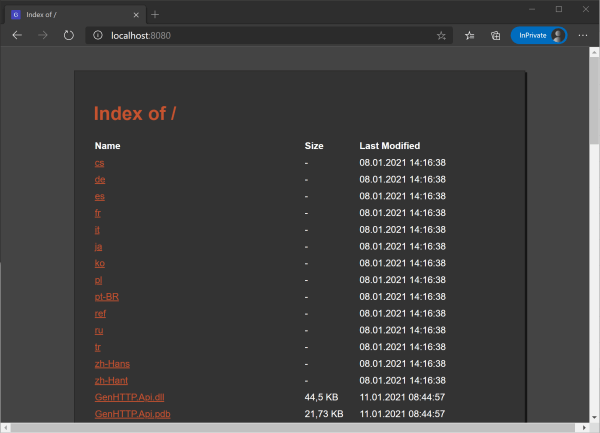 Index of /
localhost:8080
InPrivate
Index of /
Name Size Last Modified
cs - 08.01.2021 14:16:38
de - 08.01.2021 14:16:38
es - 08.01.2021 14:16:38
fr - 08.01.2021 14:16:38
it - 08.01.2021 14:16:38
ja - 08.01.2021 14:16:38
ko - 08.01.2021 14:16:38
pl - 08.01.2021 14:16:38
pt-BR - 08.01.2021 14:16:38
ref - 08.01.2021 14:16:38
ru - 08.01.2021 14:16:38
tr - 08.01.2021 14:16:38
zh-Hans - 08.01.2021 14:16:38
zh-Hant - 08.01.2021 14:16:38
GenHTTP.Api.dll 44,5 KB 11.01.2021 08:44:57
GenHTTP.Api.pdb 21,73 KB 11.01.2021 08:44:57